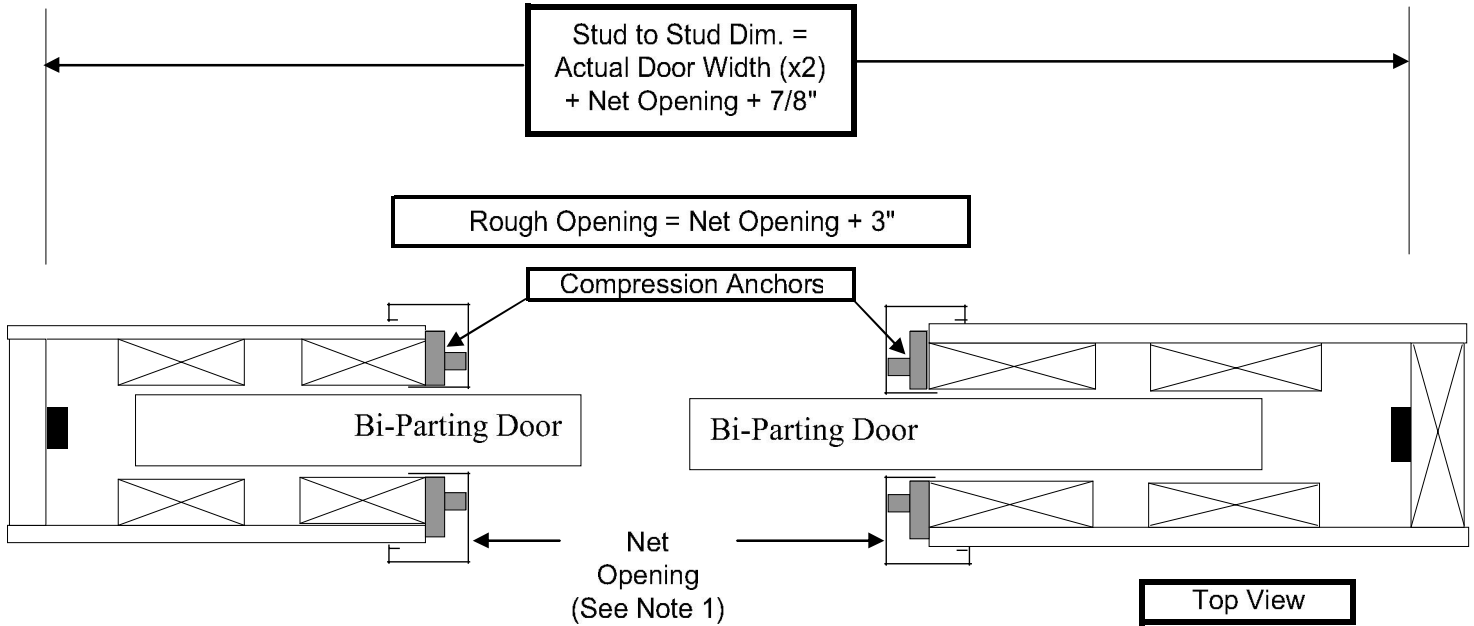 Stud to Stud Dim. =
Actual Door Width (x2)
+ Net Opening + 7/8"
Rough Opening = Net Opening + 3"
Compression Anchors
Bi-Parting Door
Bi-Parting Door
Net
Opening
(See Note 1)
Top View